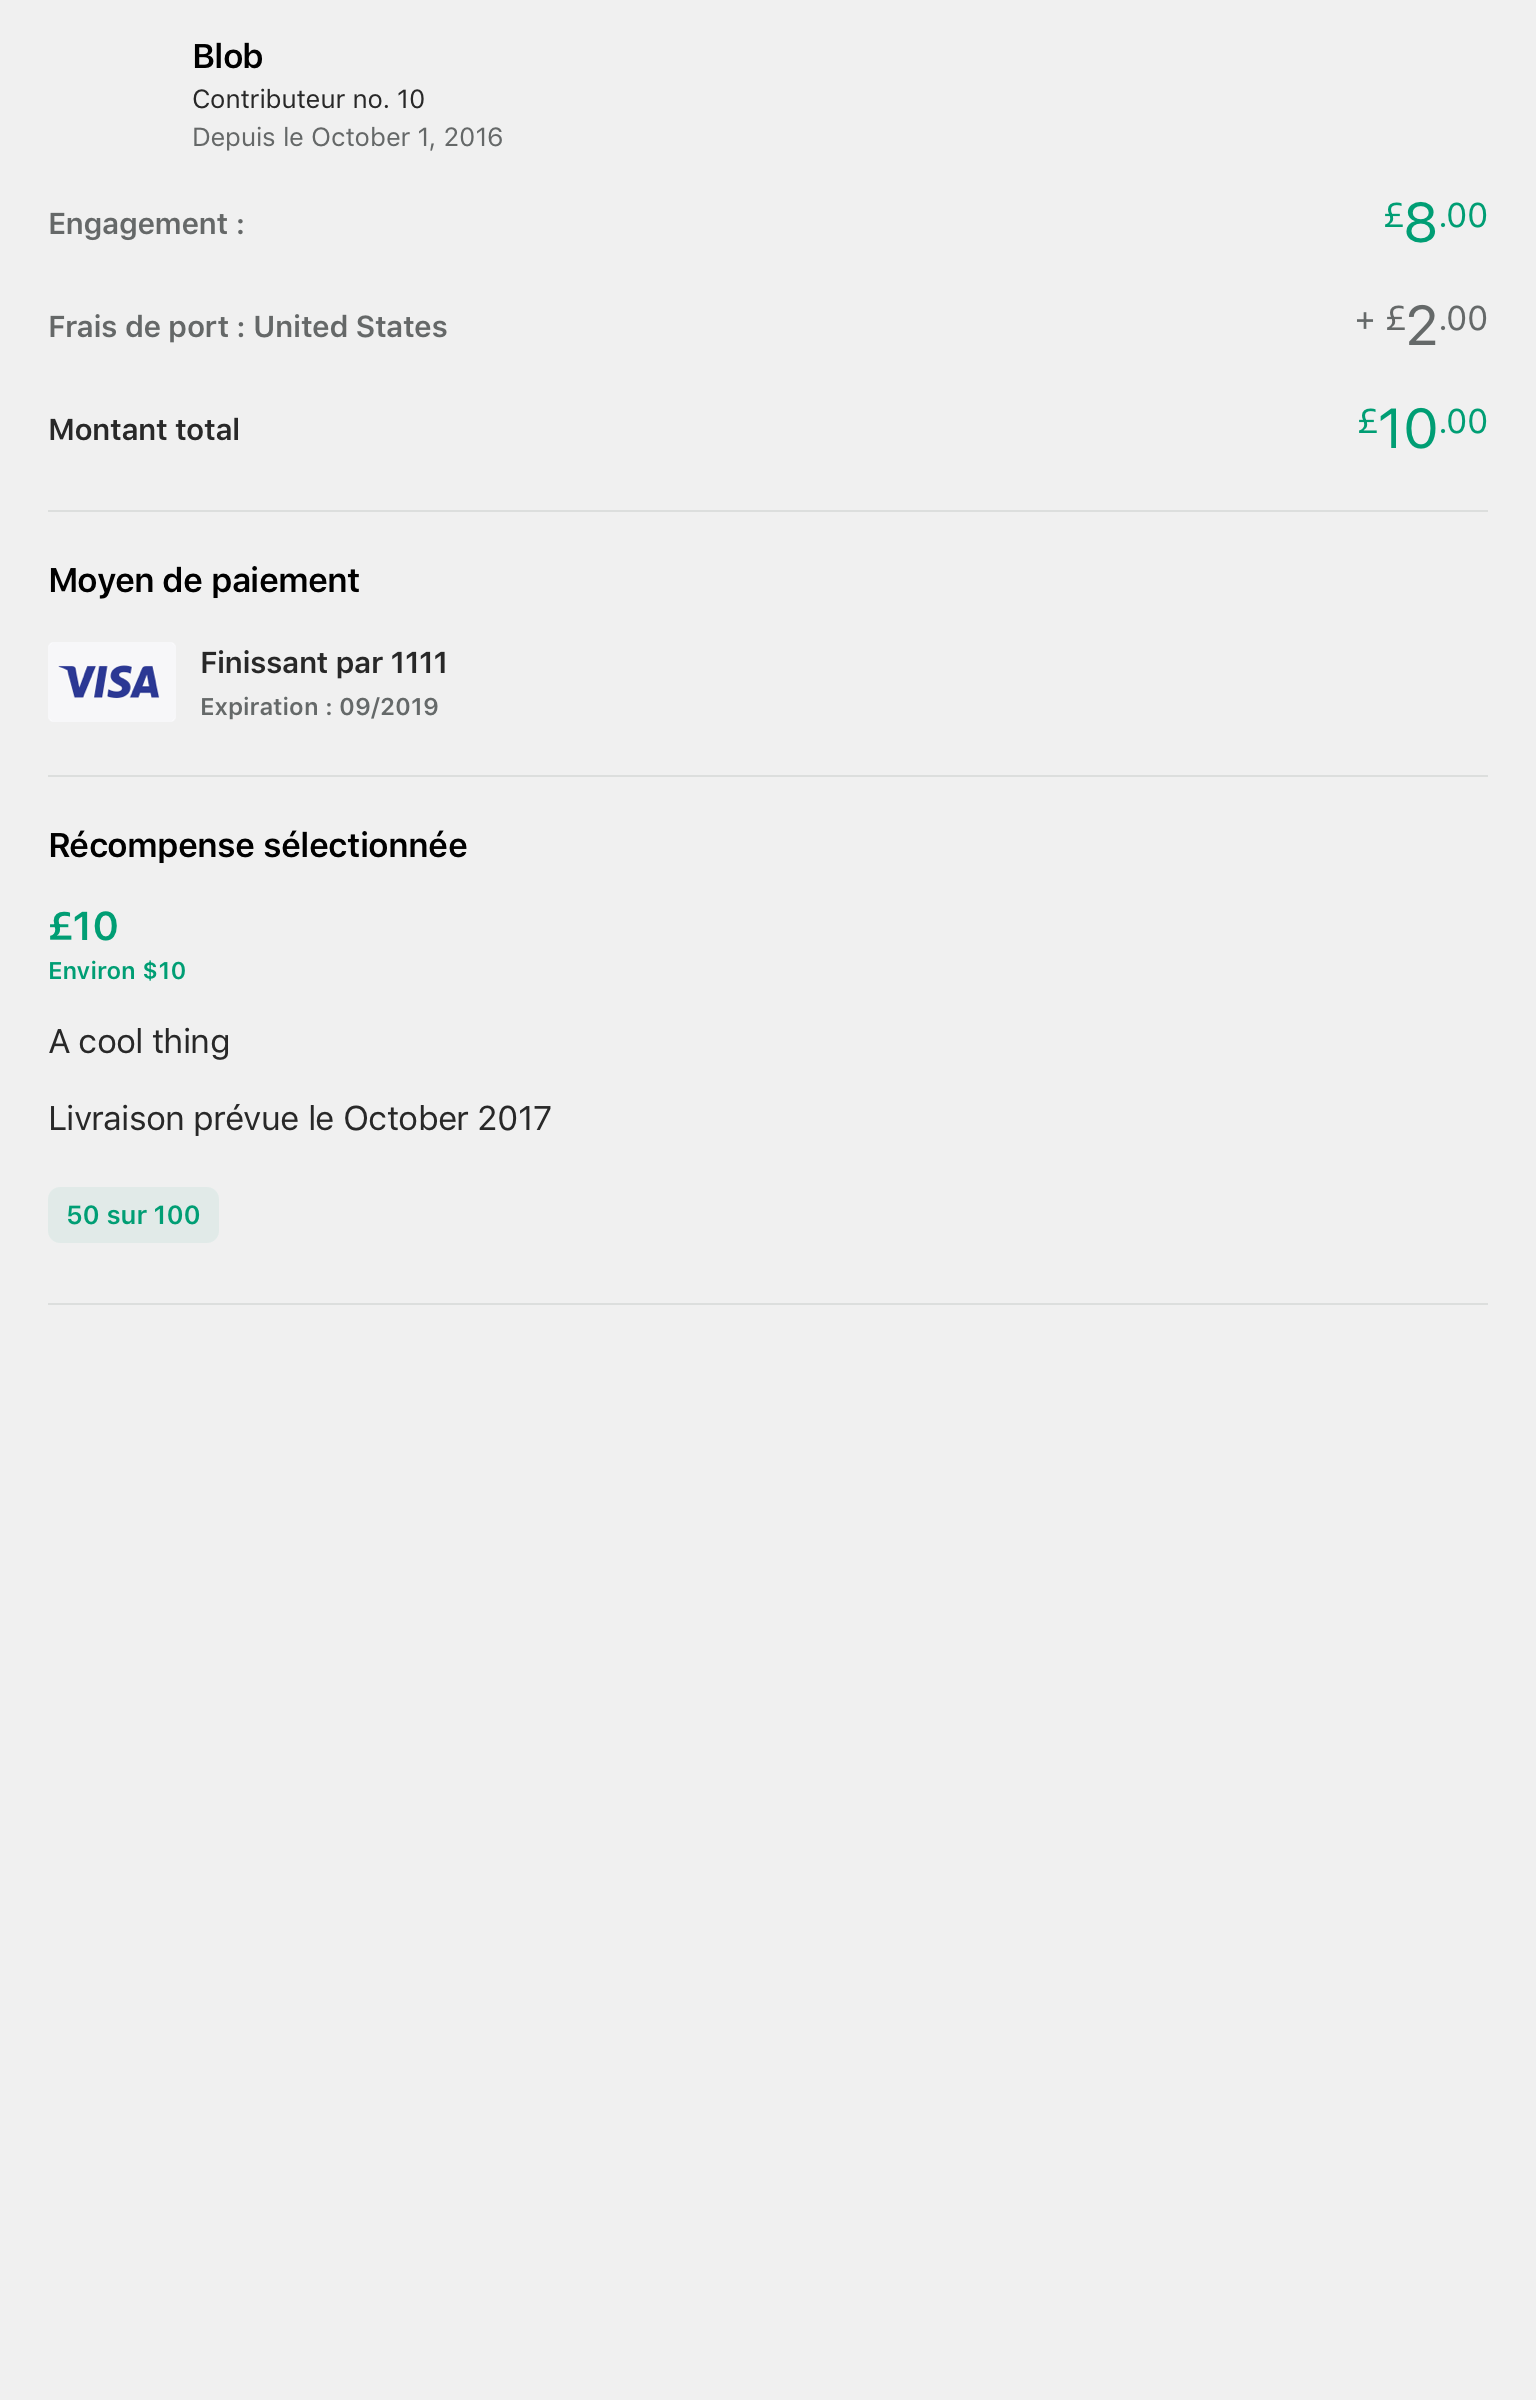 Blob
Contributeur no. 10
Depuis le October 1, 2016
Engagement : £8.00
Frais de port : United States + £2.00
Montant total £10.00
Moyen de paiement
VISA
Finissant par 1111
Expiration : 09/2019
Récompense sélectionnée
£10
Environ $10
A cool thing
Livraison prévue le October 2017
50 sur 100